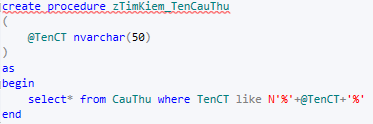 create procedure zTimKiem_TenCauThu
(
    @TenCT nvarchar(50)
)
as
begin
    select* from CauThu where TenCT like N'%'+@TenCT+'%'
end